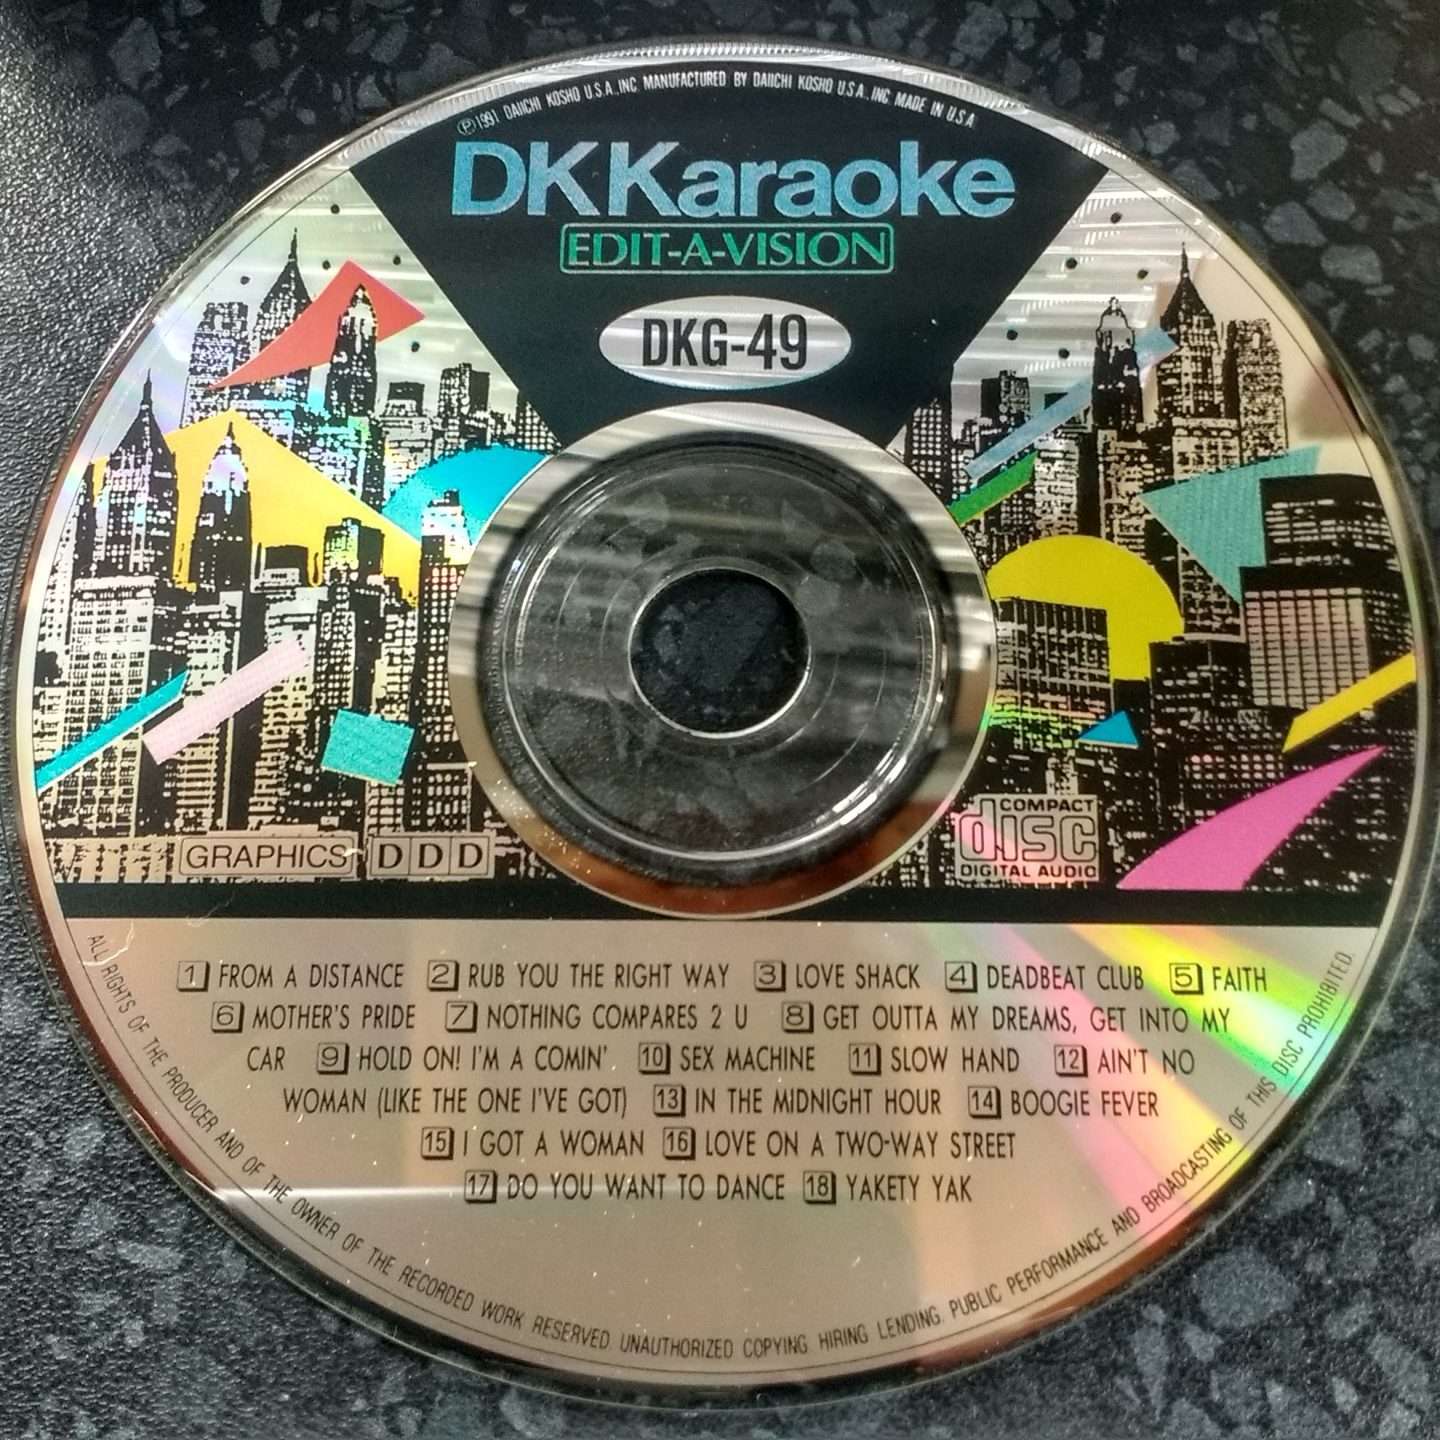 ℗1991 DAIICHI KOSHO U.S.A., INC MANUFACTURED BY DAIICHI KOSHO U.S.A., INC MADE IN U.S.A
DKKaraoke
EDIT-A-VISION
DKG-49
GRAPHICS D D D
COMPACT
disc
DIGITAL AUDIO
1 FROM A DISTANCE 2 RUB YOU THE RIGHT WAY 3 LOVE SHACK 4 DEADBEAT CLUB 5 FAITH
6 MOTHER'S PRIDE 7 NOTHING COMPARES 2 U 8 GET OUTTA MY DREAMS, GET INTO MY
CAR 9 HOLD ON! I'M A COMIN' 10 SEX MACHINE 11 SLOW HAND 12 AIN'T NO
WOMAN (LIKE THE ONE I'VE GOT) 13 IN THE MIDNIGHT HOUR 14 BOOGIE FEVER
15 I GOT A WOMAN 16 LOVE ON A TWO-WAY STREET
17 DO YOU WANT TO DANCE 18 YAKETY YAK
ALL RIGHTS OF THE PRODUCER AND OF THE OWNER OF THE RECORDED WORK RESERVED. UNAUTHORIZED COPYING. HIRING LENDING. PUBLIC PERFORMANCE AND BROADCASTING OF THIS DISC PROHIBITED